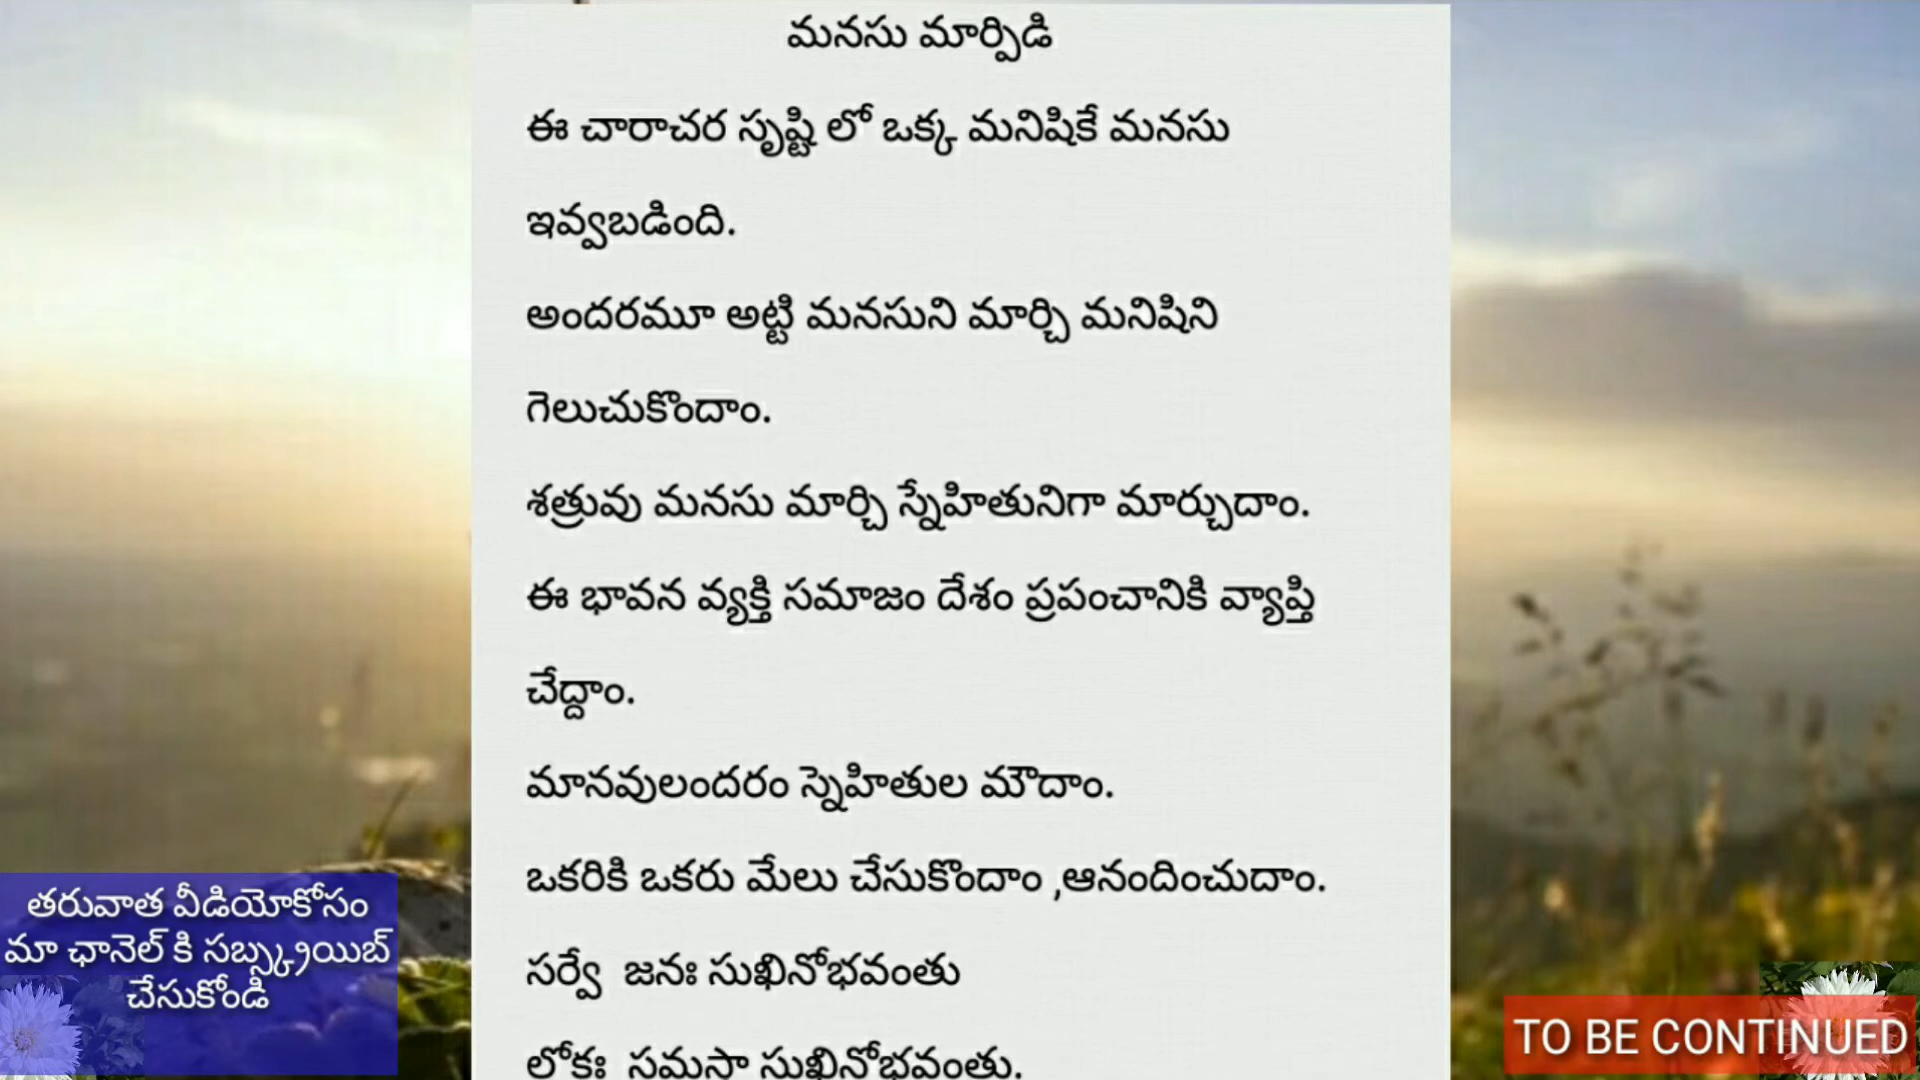 మనసు మార్పిడి
ఈ చారాచర సృష్టి లో ఒక్క మనిషికే మనసు
ఇవ్వబడింది.
అందరమూ అట్టి మనసుని మార్చి మనిషిని
గెలుచుకొందాం.
శత్రువు మనసు మార్చి స్నేహితునిగా మార్చుదాం.
ఈ భావన వ్యక్తి సమాజం దేశం ప్రపంచానికి వ్యాప్తి
చేద్దాం.
మానవులందరం స్నెహితుల మౌదాం.
ఒకరికి ఒకరు మేలు చేసుకొందాం ,ఆనందించుదాం.
సర్వే  జనః సుఖినోభవంతు
లోకః  సమసా సుఖినోభవంతు.
తరువాత వీడియోకోసం
మా ఛానెల్ కి సబ్స్క్రయిబ్
చేసుకోండి
TO BE CONTINUED